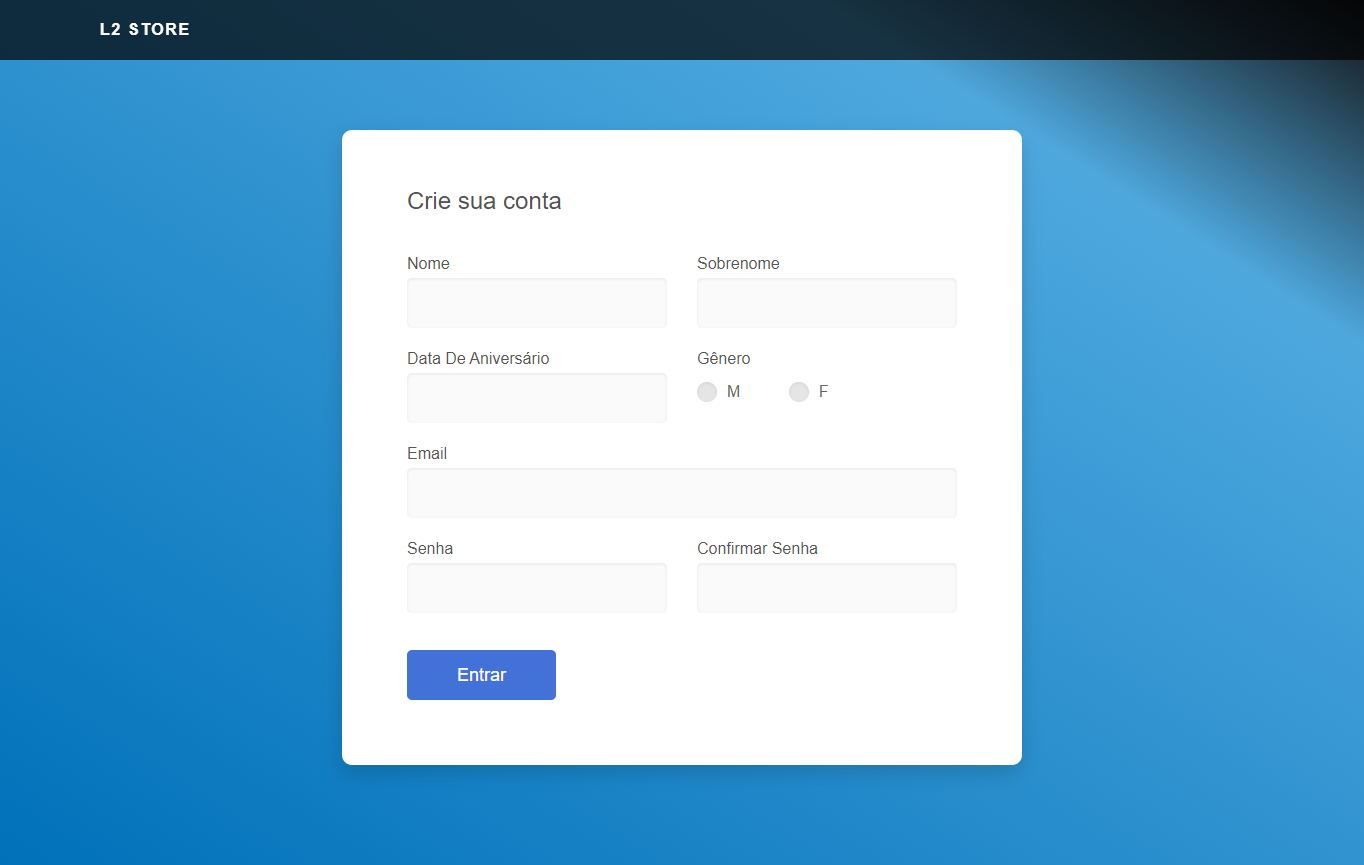 L2 STORE
Crie sua conta
Nome
Sobrenome
Data De Aniversário
Gênero
M
F
Email
Senha
Confirmar Senha
Entrar